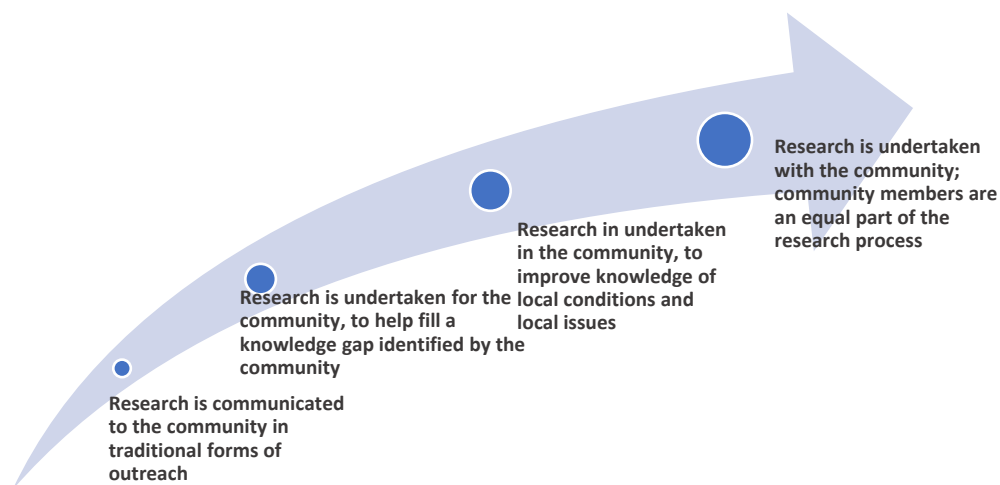 Research is communicated
to the community in
traditional forms of
outreach
Research is undertaken for the
community, to help fill a
knowledge gap identified by the
community
Research in undertaken
in the community, to
improve knowledge of
local conditions and
local issues
Research is undertaken
with the community;
community members are
an equal part of the
research process